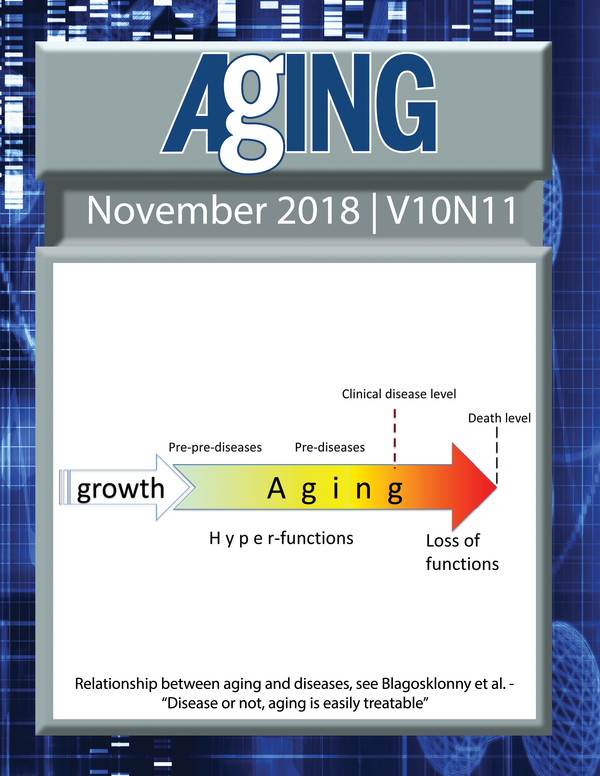 AgING
November 2018 | V10N11
Clinical disease level
Death level
Pre-pre-diseases
Pre-diseases
growth
A g i n g
H y p e r-functions
Loss of
functions
Relationship between aging and diseases, see Blagosklonny et al. -
“Disease or not, aging is easily treatable”